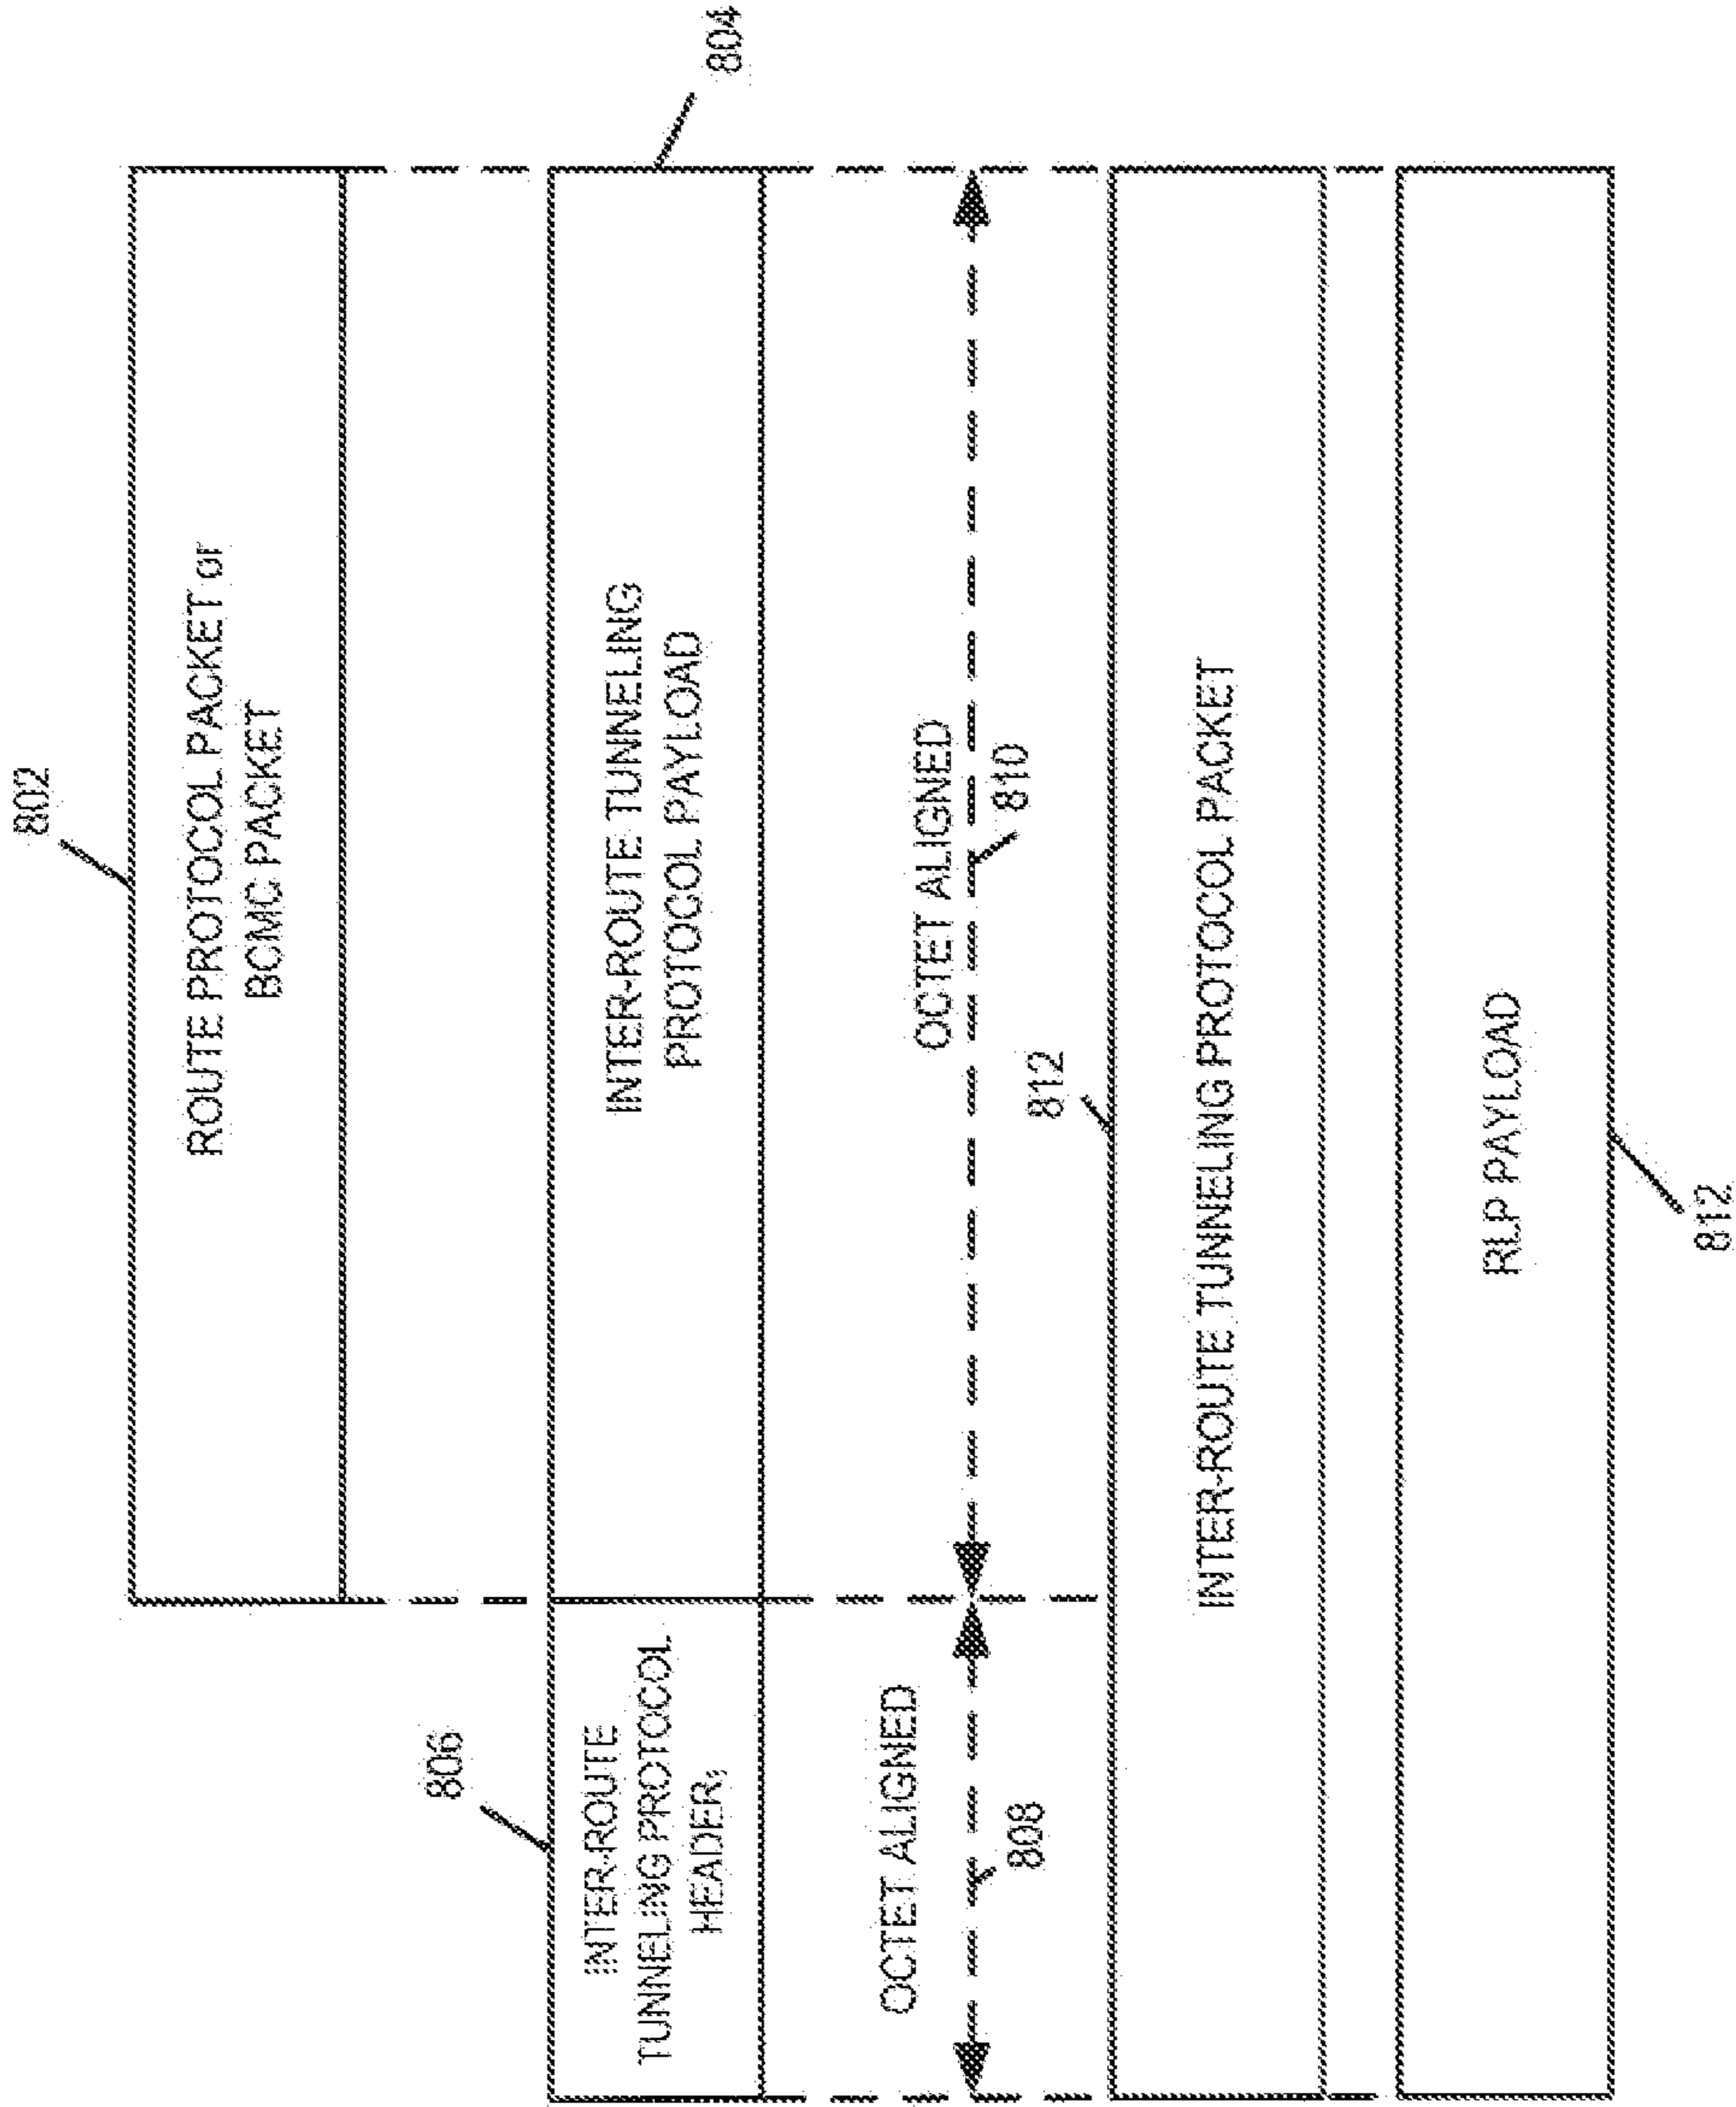 802
ROUTE PROTOCOL PACKET or
BCMC PACKET
804
806
INTER-ROUTE
TUNNELING PROTOCOL
HEADER
INTER-ROUTE TUNNELING
PROTOCOL PAYLOAD
OCTET ALIGNED
808
OCTET ALIGNED
810
812
INTER-ROUTE TUNNELING PROTOCOL PACKET
RLP PAYLOAD
812